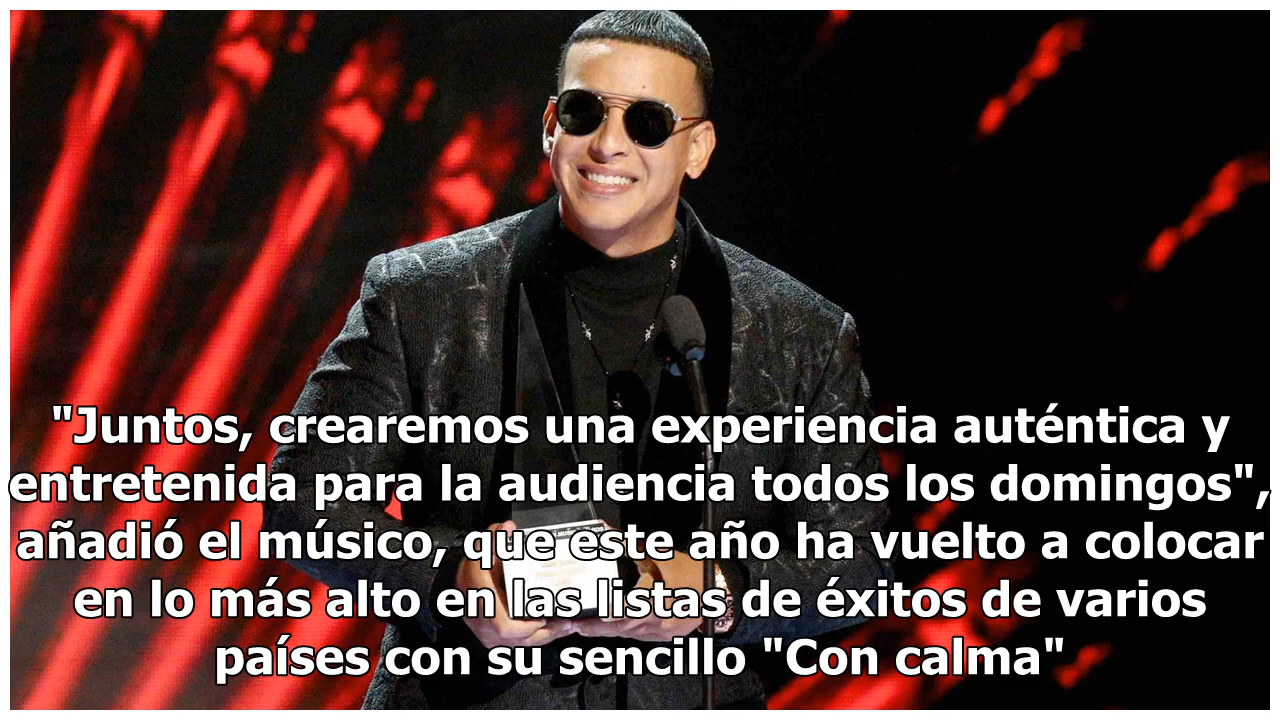 "Juntos, crearemos una experiencia auténtica y
entretenida para la audiencia todos los domingos",
añadió el músico, que este año ha vuelto a colocar
en lo más alto en las listas de éxitos de varios
países con su sencillo "Con calma"